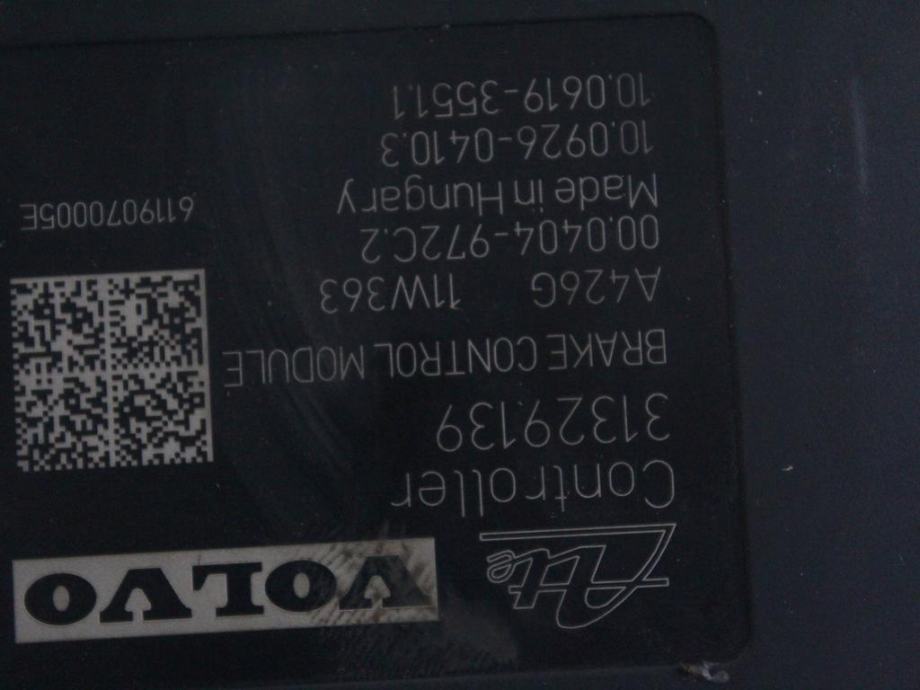 Ate
VOLVO
Controller
31329139
BRAKE CONTROL MODULE
A426G 11W363
00.0404-972C.2
Made in Hungary
6119070005E
10.0926-0410.3
10.0619-3551.1